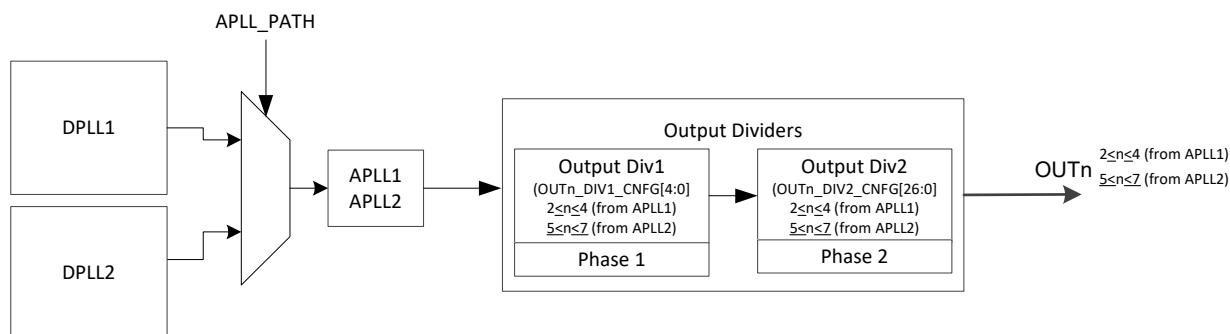 APLL_PATH
DPLL1
DPLL2
APLL1
APLL2
Output Dividers
Output Div1
(OUTn_DIV1_CNFG[4:0]
2≤n≤4 (from APLL1)
5≤n≤7 (from APLL2)
Phase 1
Output Div2
(OUTn_DIV2_CNFG[26:0]
2≤n≤4 (from APLL1)
5≤n≤7 (from APLL2)
Phase 2
OUTn
2≤n≤4 (from APLL1)
5≤n≤7 (from APLL2)